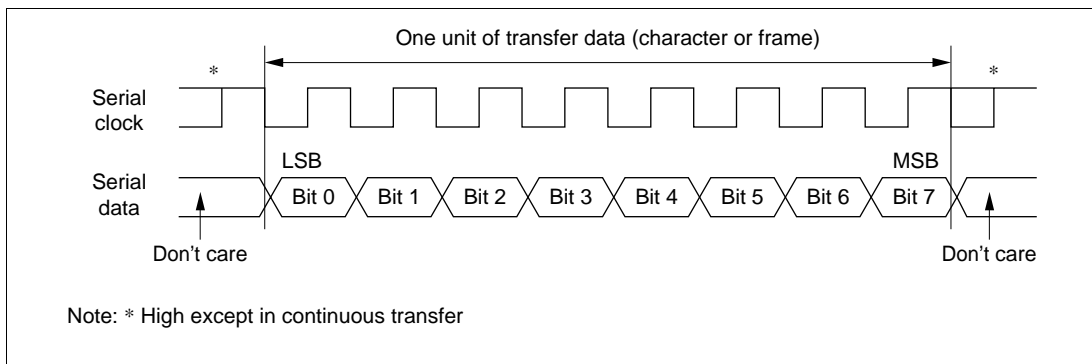 One unit of transfer data (character or frame)
* *
Serial clock
LSB MSB
Serial data
Bit 0 Bit 1 Bit 2 Bit 3 Bit 4 Bit 5 Bit 6 Bit 7
Don't care Don't care
Note: * High except in continuous transfer